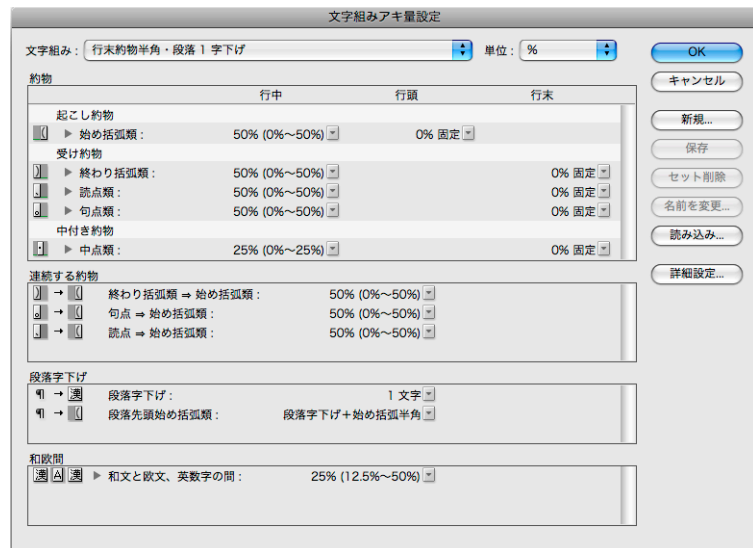 文字組みアキ量設定
文字組み: 行末約物半角・段落 1 字下げ 単位: % OK
キャンセル
約物
行中 行頭 行末
起こし約物
新規...
始め括弧類: 50% (0%〜50%) 0% 固定
受け約物
保存
終わり括弧類: 50% (0%〜50%) 0% 固定
セット削除
読点類: 50% (0%〜50%) 0% 固定
句点類: 50% (0%〜50%) 0% 固定
名前を変更...
中付き約物
読み込み...
中点類: 25% (0%〜25%) 0% 固定
詳細設定...
連続する約物
終わり括弧類 ⇒ 始め括弧類: 50% (0%〜50%)
句点 ⇒ 始め括弧類: 50% (0%〜50%)
読点 ⇒ 始め括弧類: 50% (0%〜50%)
段落字下げ
¶ → 漢 段落字下げ: 1 文字
¶ → ( 段落先頭始め括弧類: 段落字下げ+始め括弧半角
和欧間
漢 A 漢 和文と欧文、英数字の間: 25% (12.5%〜50%)